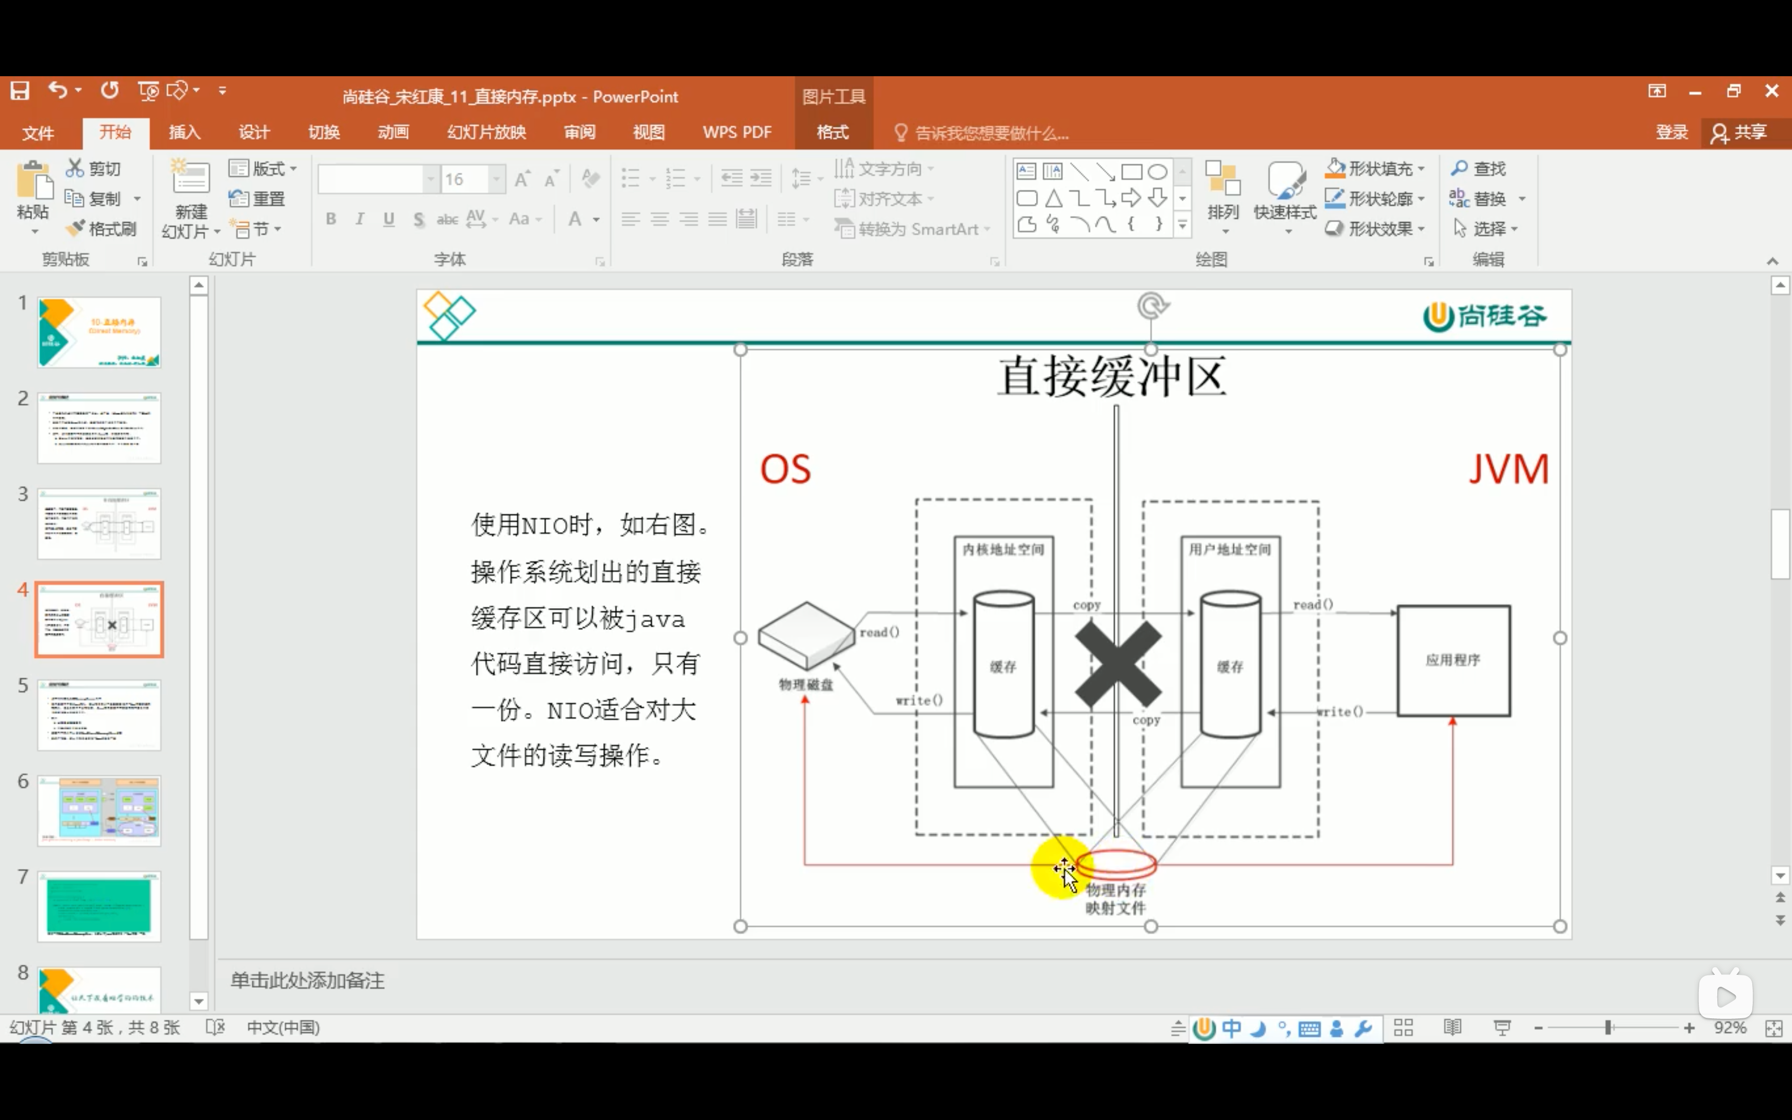 尚硅谷_宋红康_11_直接内存.pptx - PowerPoint
图片工具
文件 开始 插入 设计 切换 动画 幻灯片放映 审阅 视图 WPS PDF 格式 告诉我您想要做什么... 登录 共享
粘贴
剪切
复制
格式刷
剪贴板
新建
幻灯片
版式
重置
节
幻灯片
16
B I U S abc AV Aa A
字体
文字方向
对齐文本
转换为 SmartArt
段落
排列
快速样式
形状填充
形状轮廓
形状效果
绘图
查找
替换
选择
编辑
1
2
3
4
5
6
7
8
尚硅谷
直接缓冲区
OS
JVM
使用NIO时，如右图。
操作系统划出的直接
缓存区可以被java
代码直接访问，只有
一份。NIO适合对大
文件的读写操作。
内核地址空间
用户地址空间
copy
read()
read()
缓存
缓存
应用程序
物理磁盘
write()
copy
write()
物理内存
映射文件
单击此处添加备注
幻灯片 第 4 张，共 8 张 中文(中国)
中
92%